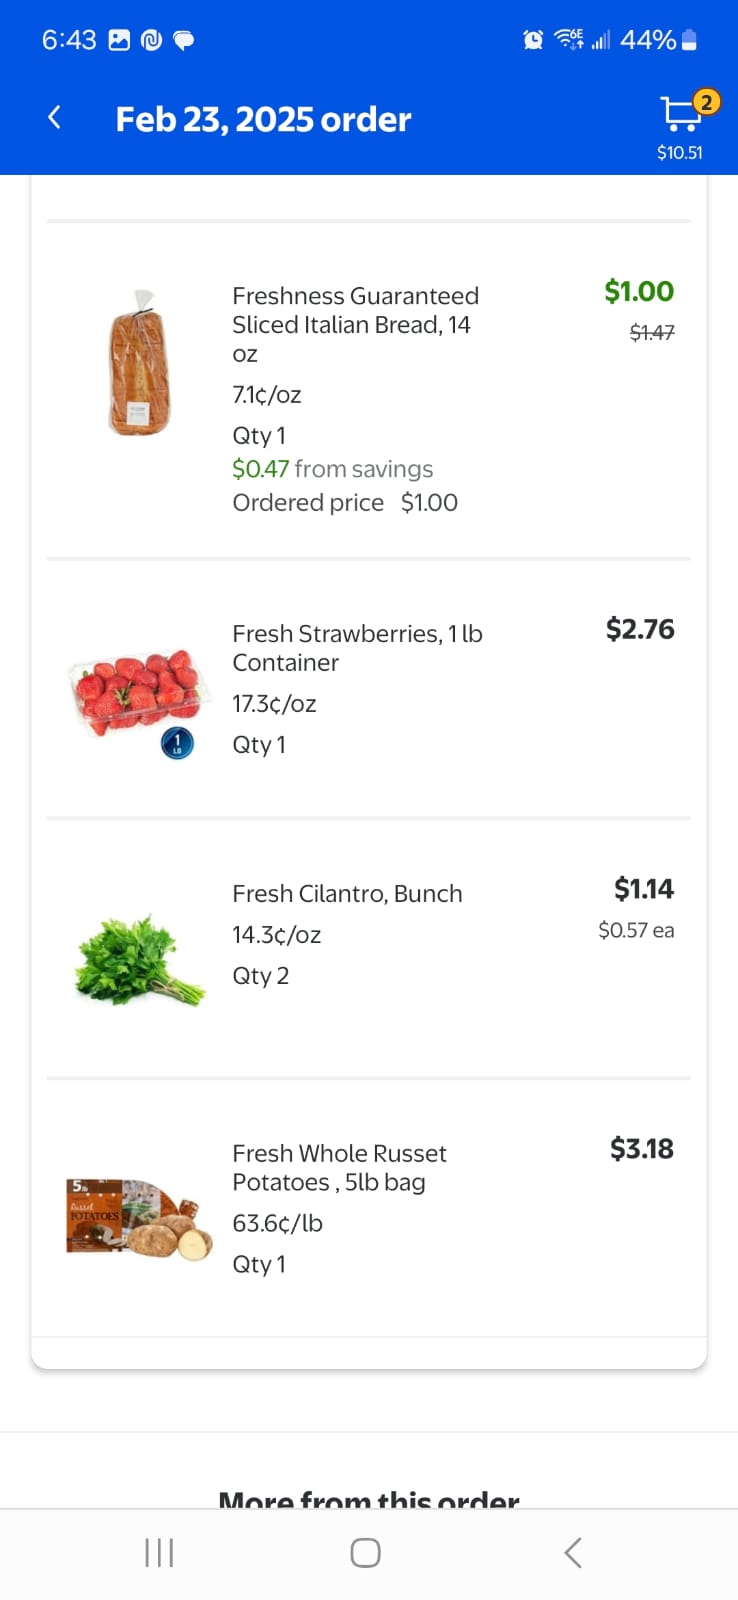 6:43
44%
Feb 23, 2025 order
2
$10.51
Freshness Guaranteed
Sliced Italian Bread, 14
oz
$1.00
$1.47
7.1¢/oz
Qty 1
$0.47 from savings
Ordered price $1.00
Fresh Strawberries, 1 lb
Container
$2.76
17.3¢/oz
Qty 1
1
LB
Fresh Cilantro, Bunch
$1.14
14.3¢/oz
$0.57 ea
Qty 2
Fresh Whole Russet
Potatoes , 5lb bag
$3.18
63.6¢/lb
Qty 1
5lb
Russet
POTATOES
More from this order